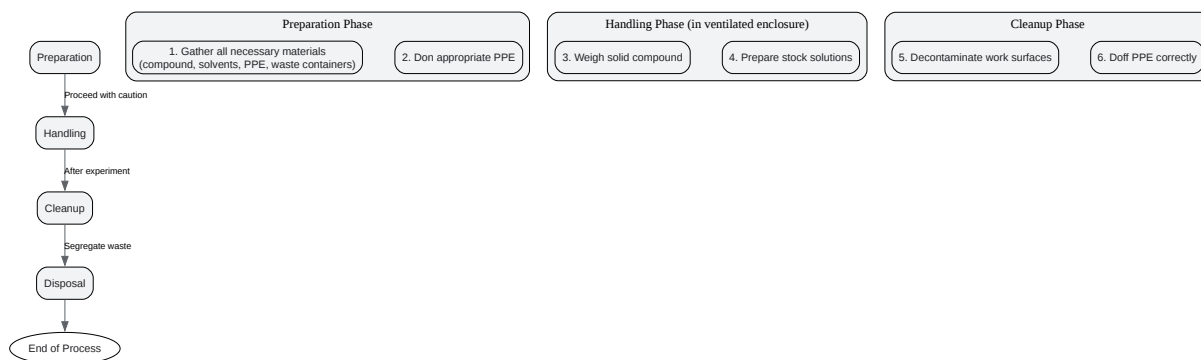 Preparation Phase
1. Gather all necessary materials
(compound, solvents, PPE, waste containers)
2. Don appropriate PPE
Handling Phase (in ventilated enclosure)
3. Weigh solid compound
4. Prepare stock solutions
Cleanup Phase
5. Decontaminate work surfaces
6. Doff PPE correctly
Preparation
Proceed with caution
Handling
After experiment
Cleanup
Segregate waste
Disposal
End of Process